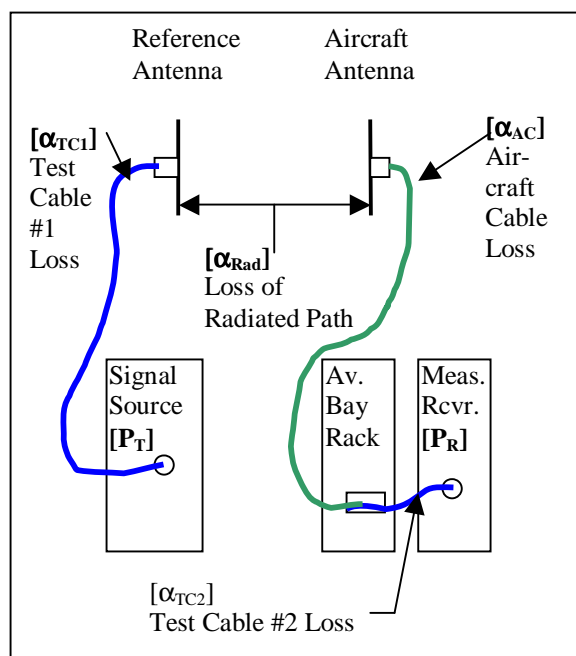 Reference
Antenna
Aircraft
Antenna
[αTC1]
Test
Cable
#1
Loss
[αAC]
Air-
craft
Cable
Loss
[αRad]
Loss of
Radiated Path
Signal
Source
[PT]
Av.
Bay
Rack
Meas.
Rcvr.
[PR]
[αTC2]
Test Cable #2 Loss